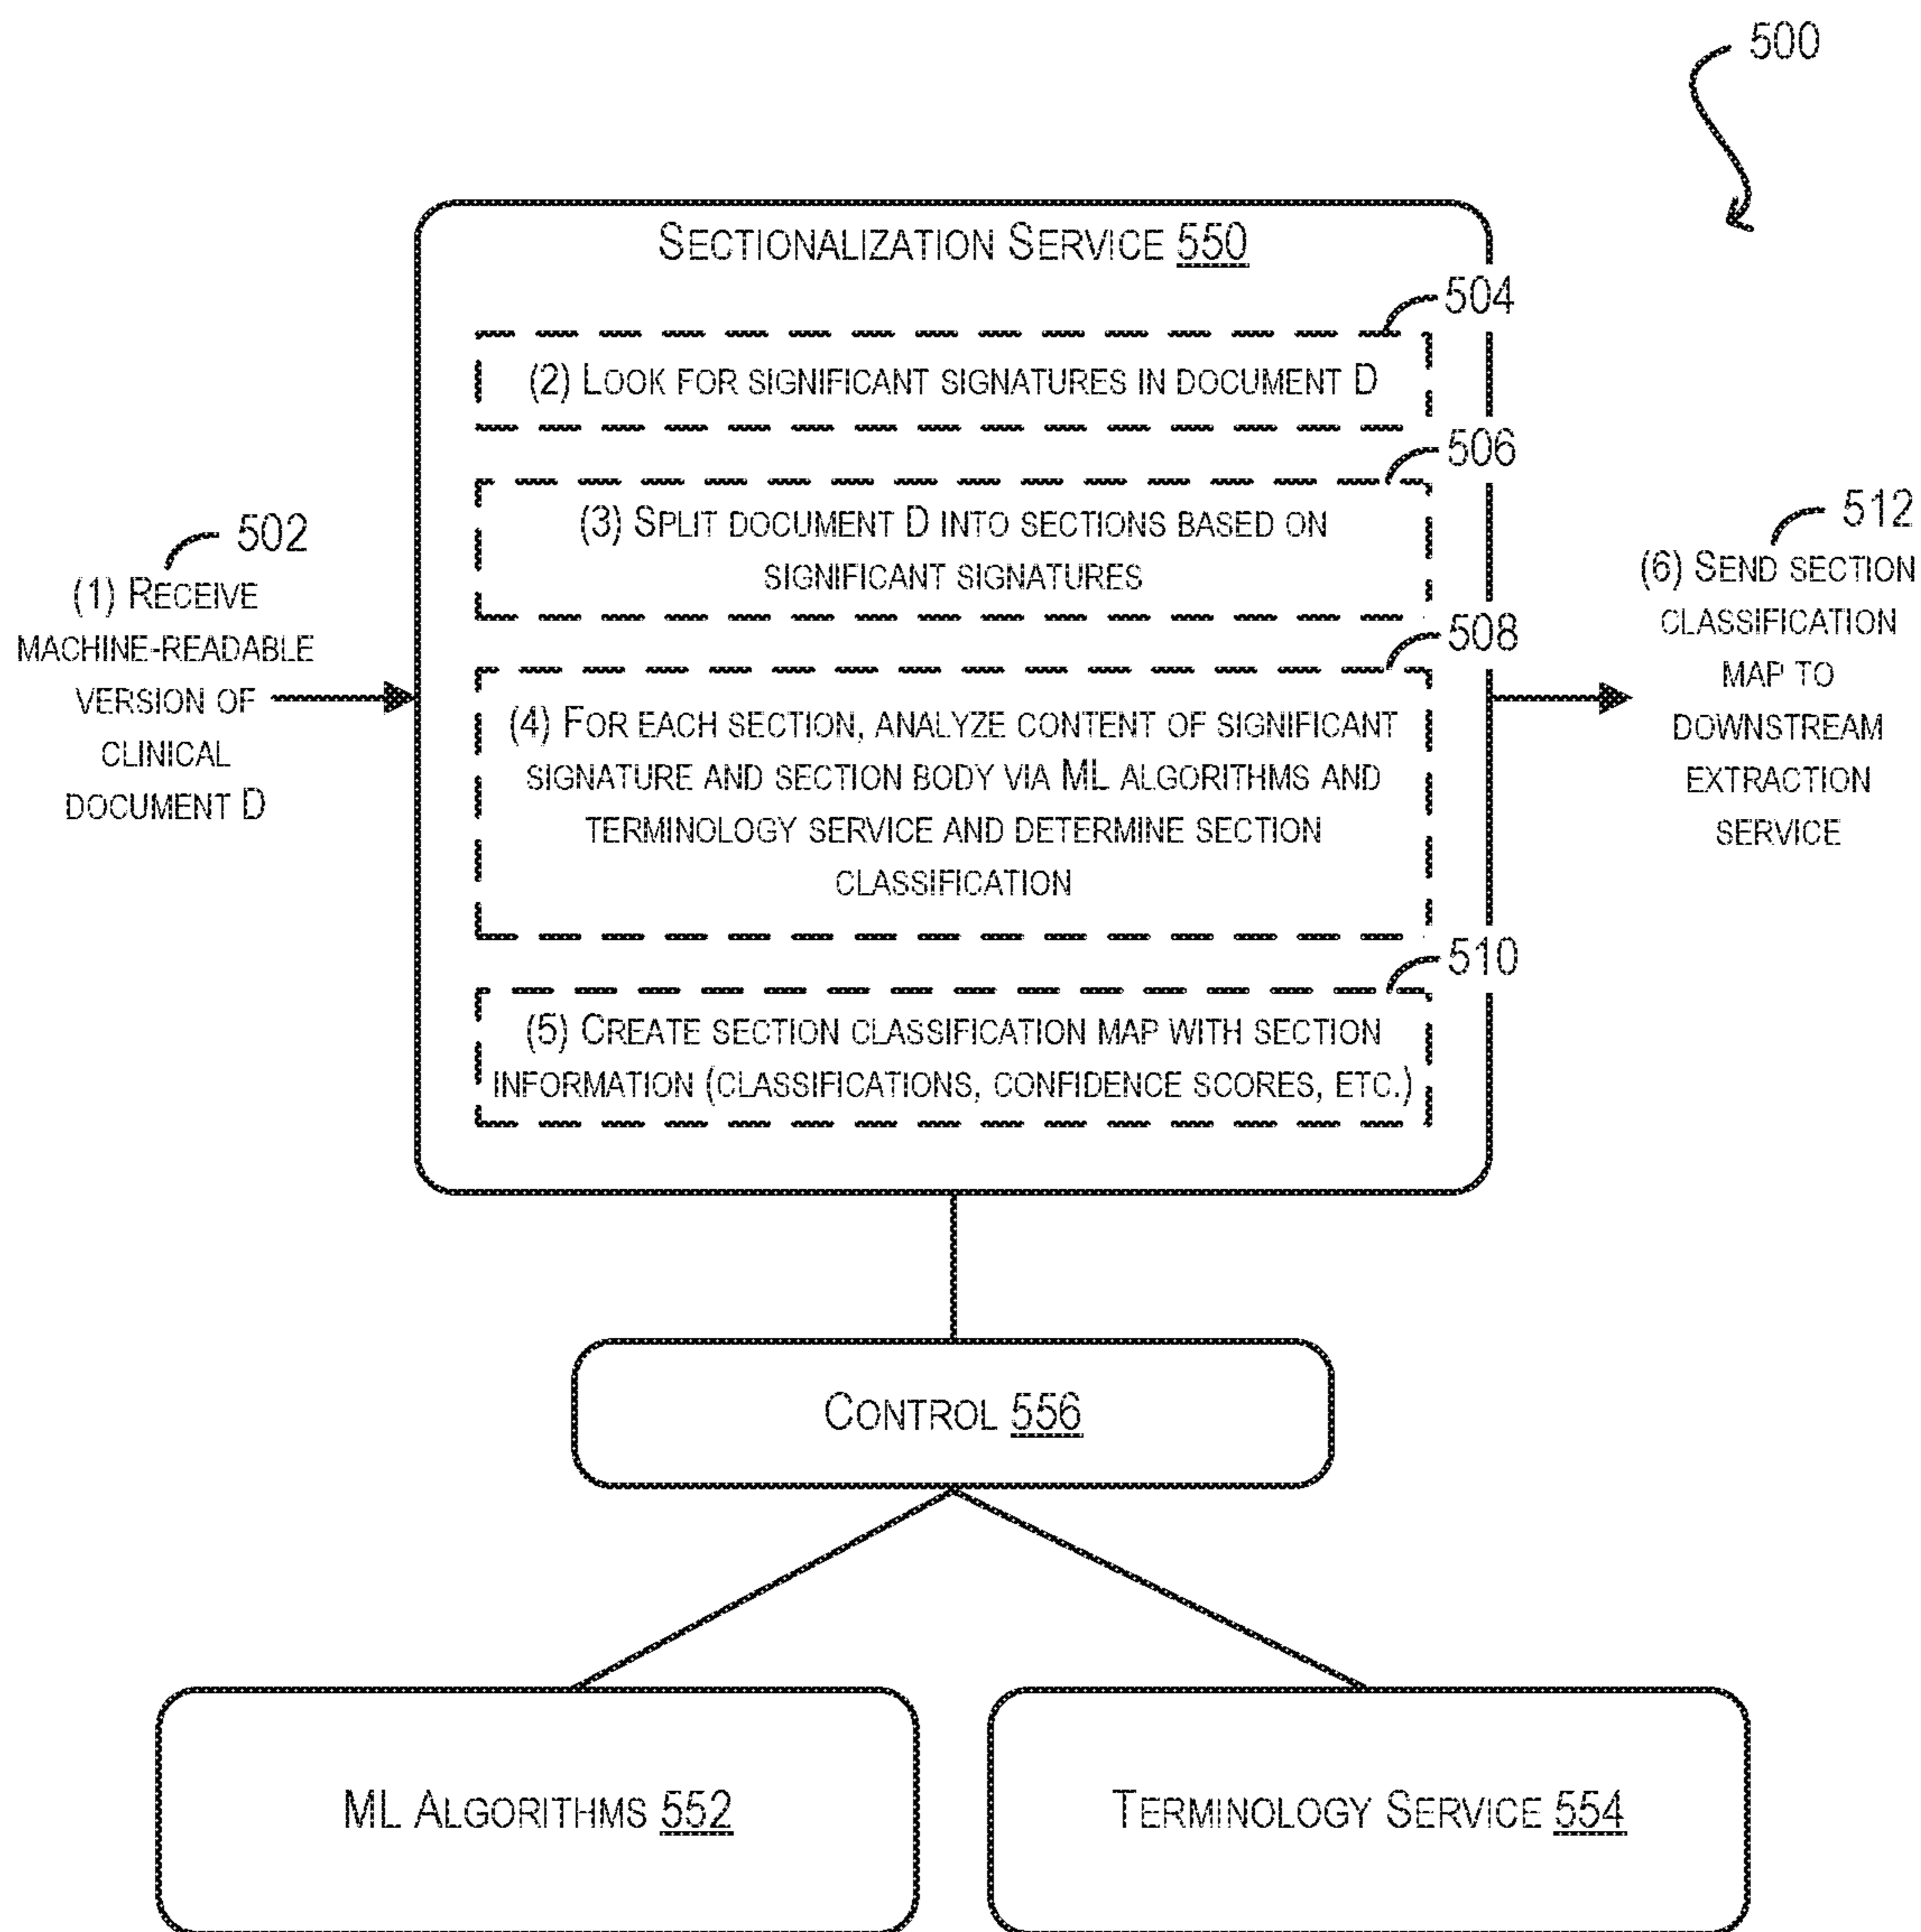 500
SECTIONALIZATION SERVICE 550
504
(2) LOOK FOR SIGNIFICANT SIGNATURES IN DOCUMENT D
506
(3) SPLIT DOCUMENT D INTO SECTIONS BASED ON
SIGNIFICANT SIGNATURES
502
(1) RECEIVE
MACHINE-READABLE
VERSION OF
CLINICAL
DOCUMENT D
508
(4) FOR EACH SECTION, ANALYZE CONTENT OF SIGNIFICANT
SIGNATURE AND SECTION BODY VIA ML ALGORITHMS AND
TERMINOLOGY SERVICE AND DETERMINE SECTION
CLASSIFICATION
510
(5) CREATE SECTION CLASSIFICATION MAP WITH SECTION
INFORMATION (CLASSIFICATIONS, CONFIDENCE SCORES, ETC.)
512
(6) SEND SECTION
CLASSIFICATION
MAP TO
DOWNSTREAM
EXTRACTION
SERVICE
CONTROL 556
ML ALGORITHMS 552
TERMINOLOGY SERVICE 554